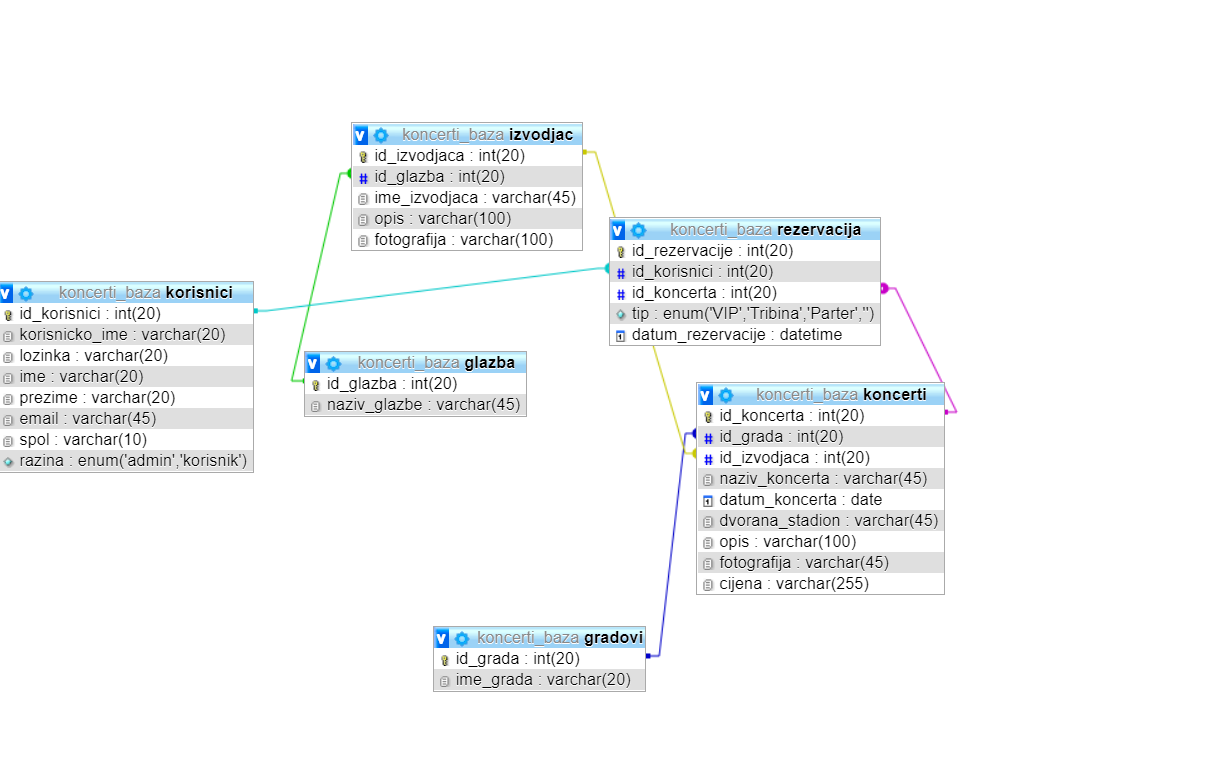 koncerti_baza izvodjac
id_izvodjaca : int(20)
id_glazba : int(20)
ime_izvodjaca : varchar(45)
opis : varchar(100)
fotografija : varchar(100)
koncerti_baza rezervacija
id_rezervacije : int(20)
id_korisnici : int(20)
id_koncerta : int(20)
tip : enum('VIP','Tribina','Parter','')
datum_rezervacije : datetime
koncerti_baza korisnici
id_korisnici : int(20)
korisnicko_ime : varchar(20)
lozinka : varchar(20)
ime : varchar(20)
prezime : varchar(20)
email : varchar(45)
spol : varchar(10)
razina : enum('admin','korisnik')
koncerti_baza glazba
id_glazba : int(20)
naziv_glazbe : varchar(45)
koncerti_baza koncerti
id_koncerta : int(20)
id_grada : int(20)
id_izvodjaca : int(20)
naziv_koncerta : varchar(45)
datum_koncerta : date
dvorana_stadion : varchar(45)
opis : varchar(100)
fotografija : varchar(45)
cijena : varchar(255)
koncerti_baza gradovi
id_grada : int(20)
ime_grada : varchar(20)